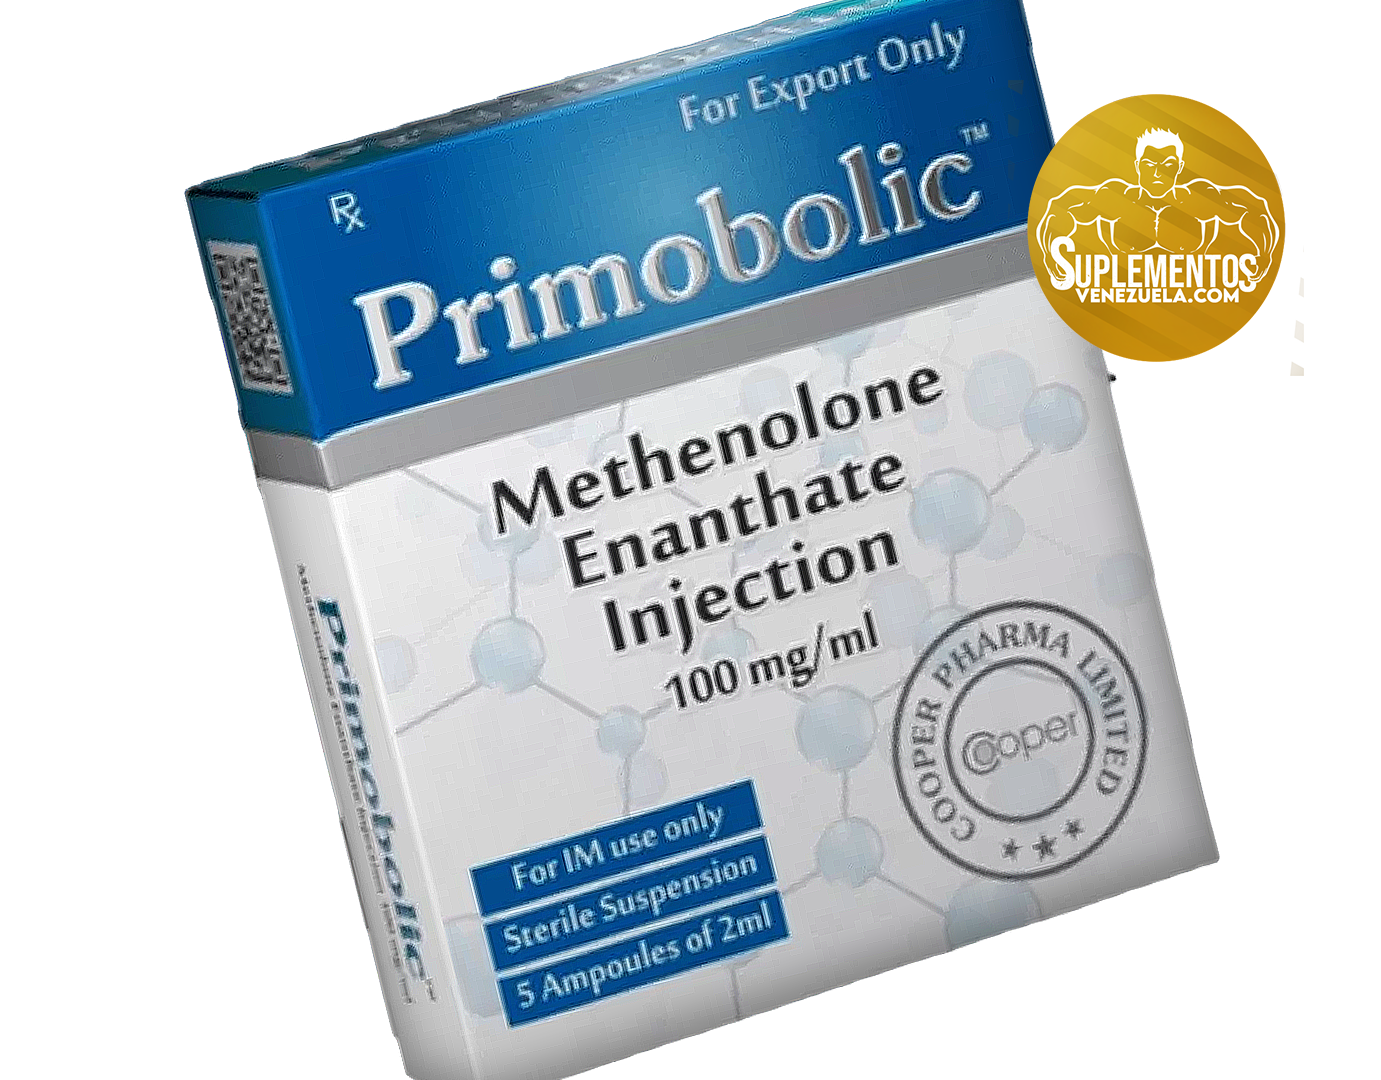 For Export Only
Rx
Primobolic™
SUPLEMENTOS
VENEZUELA.COM
Methenolone
Enanthate
Injection
100 mg/ml
COOPER PHARMA LIMITED
Cooper
For IM use only
Sterile Suspension
5 Ampoules of 2ml
Primobolic